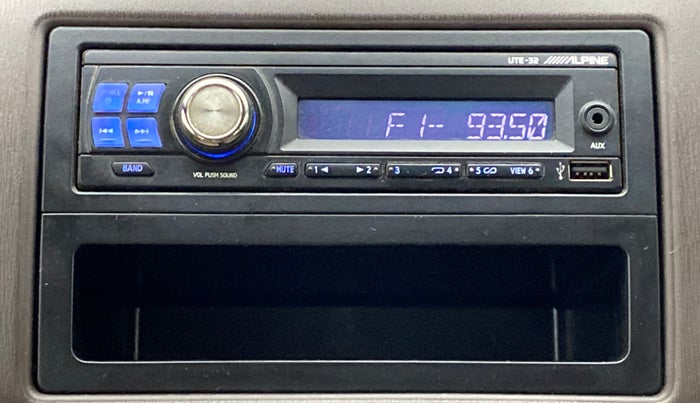 UTE-32 ALPINE
A.ME
F1-- 93.50
AUX
BAND
VOL PUSH SOUND
MUTE
1 2 3 4 5 VIEW 6